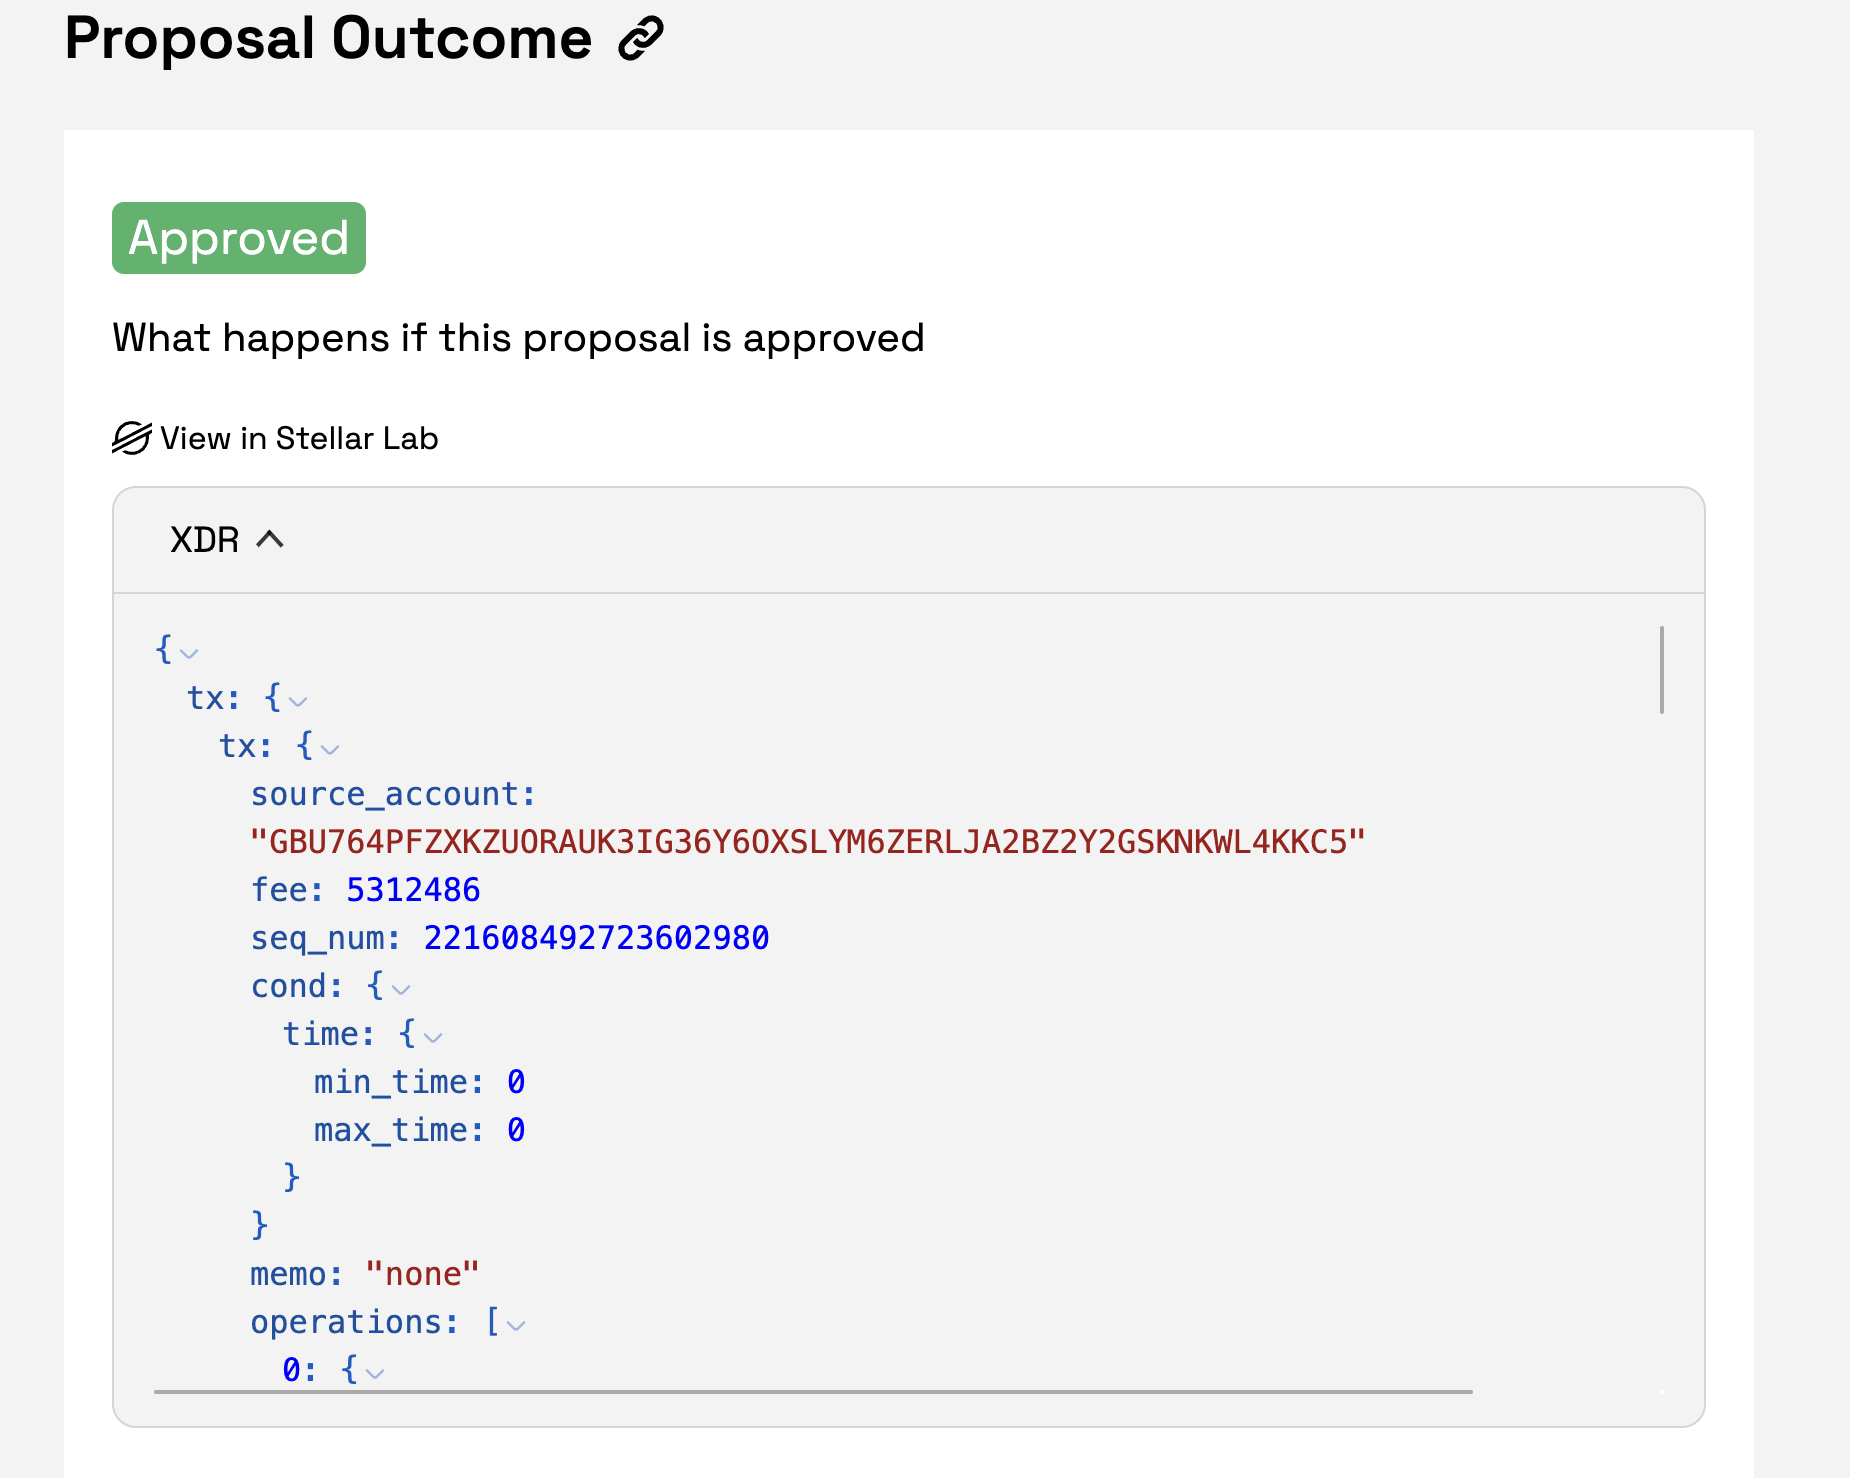 Proposal Outcome
Approved
What happens if this proposal is approved
View in Stellar Lab
XDR
{
tx: {
tx: {
source_account:
"GBU764PFZXKZUORAUK3IG36Y6OXSLYM6ZERLJA2BZ2Y2GSKNKWL4KKC5"
fee: 5312486
seq_num: 221608492723602980
cond: {
time: {
min_time: 0
max_time: 0
}
}
memo: "none"
operations: [
0: {